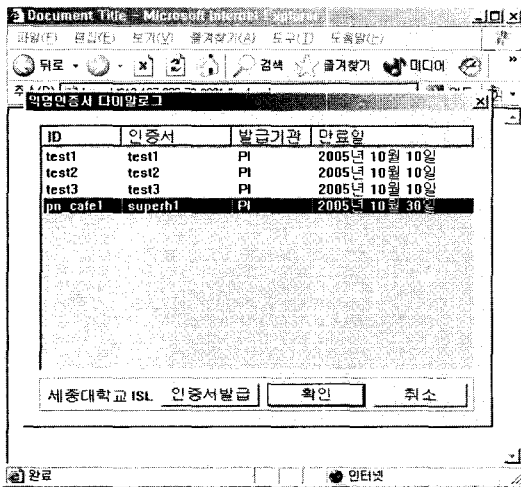 Document Title - Microsoft Internet Explorer
파일(F) 편집(E) 보기(V) 즐겨찾기(A) 도구(T) 도움말(H)
뒤로 검색 즐겨찾기 미디어 »
익명인증서 다이말로그
ID 인증서 발급기관 만료일
test1 test1 PI 2005년 10월 10일
test2 test2 PI 2005년 10월 10일
test3 test3 PI 2005년 10월 10일
pn_cafe1 superh1 PI 2005년 10월 30일
세종대학교 ISL 인증서발급 확인 취소
완료 인터넷